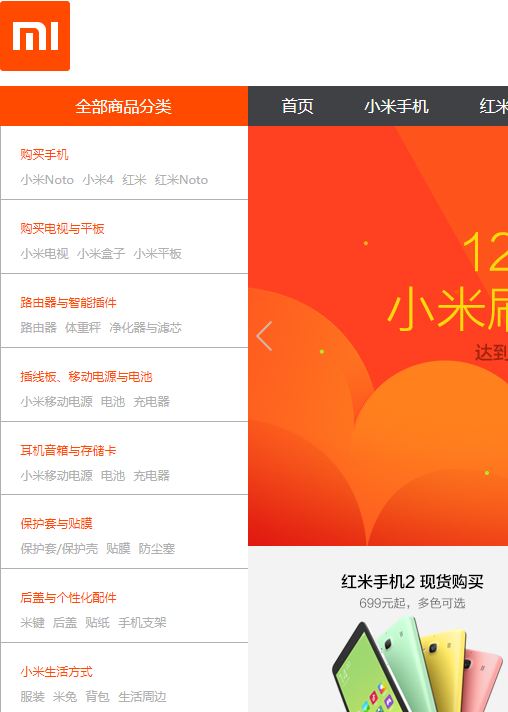 mi
全部商品分类
首页 小米手机 红米
购买手机
小米Noto 小米4 红米 红米Noto
购买电视与平板
小米电视 小米盒子 小米平板
路由器与智能插件
路由器 体重秤 净化器与滤芯
插线板、移动电源与电池
小米移动电源 电池 充电器
耳机音箱与存储卡
小米移动电源 电池 充电器
保护套与贴膜
保护套/保护壳 贴膜 防尘塞
后盖与个性化配件
米键 后盖 贴纸 手机支架
小米生活方式
服装 米兔 背包 生活周边
12
小米刷
达到
红米手机2 现货购买
699元起，多色可选